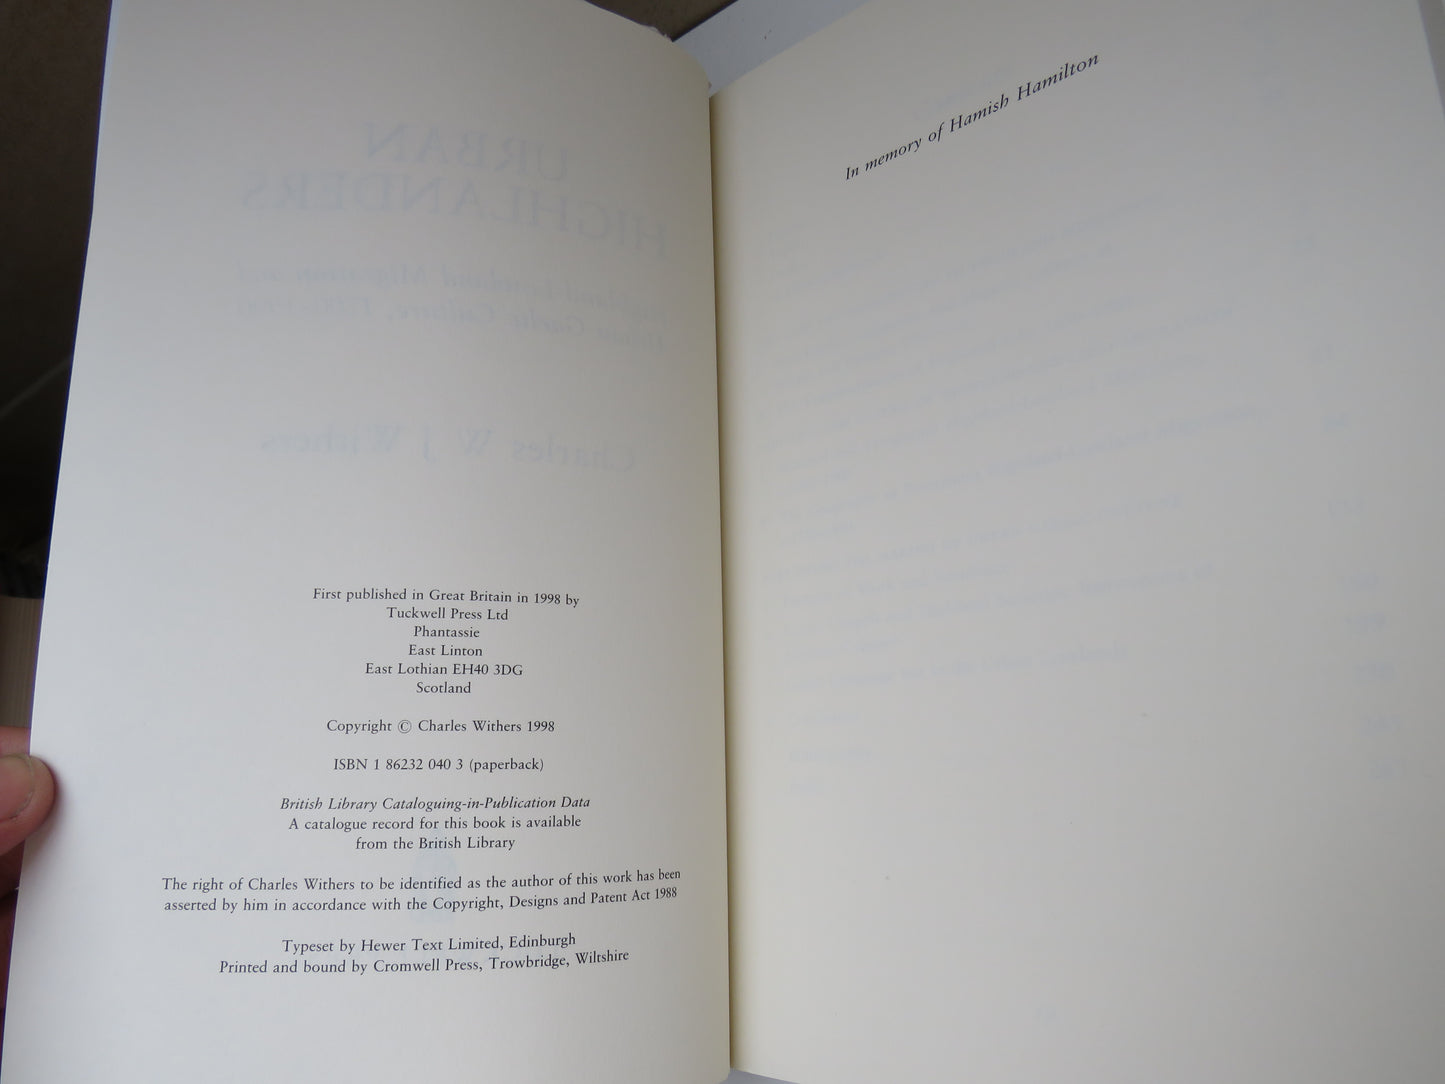 First published in Great Britain in 1998 by
Tuckwell Press Ltd
Phantassie
East Linton
East Lothian EH40 3DG
Scotland
Copyright © Charles Withers 1998
ISBN 1 86232 040 3 (paperback)
British Library Cataloguing-in-Publication Data
A catalogue record for this book is available
from the British Library
The right of Charles Withers to be identified as the author of this work has been
asserted by him in accordance with the Copyright, Designs and Patent Act 1988
Typeset by Hewer Text Limited, Edinburgh
Printed and bound by Cromwell Press, Trowbridge, Wiltshire
In memory of Hamish Hamilton